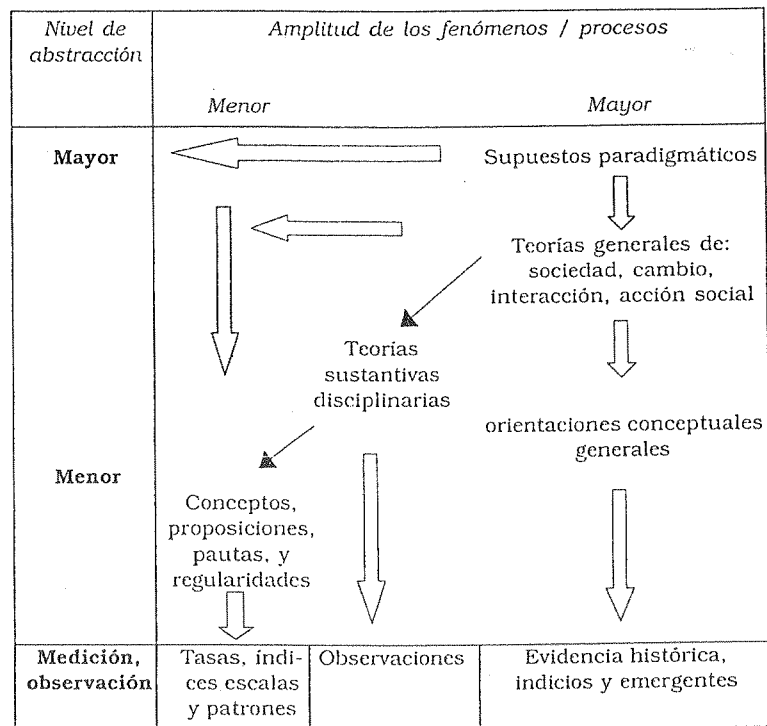 Nivel de
abstracción
Amplitud de los fenómenos / procesos
Menor
Mayor
Mayor
Supuestos paradigmáticos
Teorías generales de:
sociedad, cambio,
interacción, acción social
Teorías
sustantivas
disciplinarias
orientaciones conceptuales
generales
Menor
Conceptos,
proposiciones,
pautas, y
regularidades
Medición,
observación
Tasas, índi-
ces escalas
y patrones
Observaciones
Evidencia histórica,
indicios y emergentes